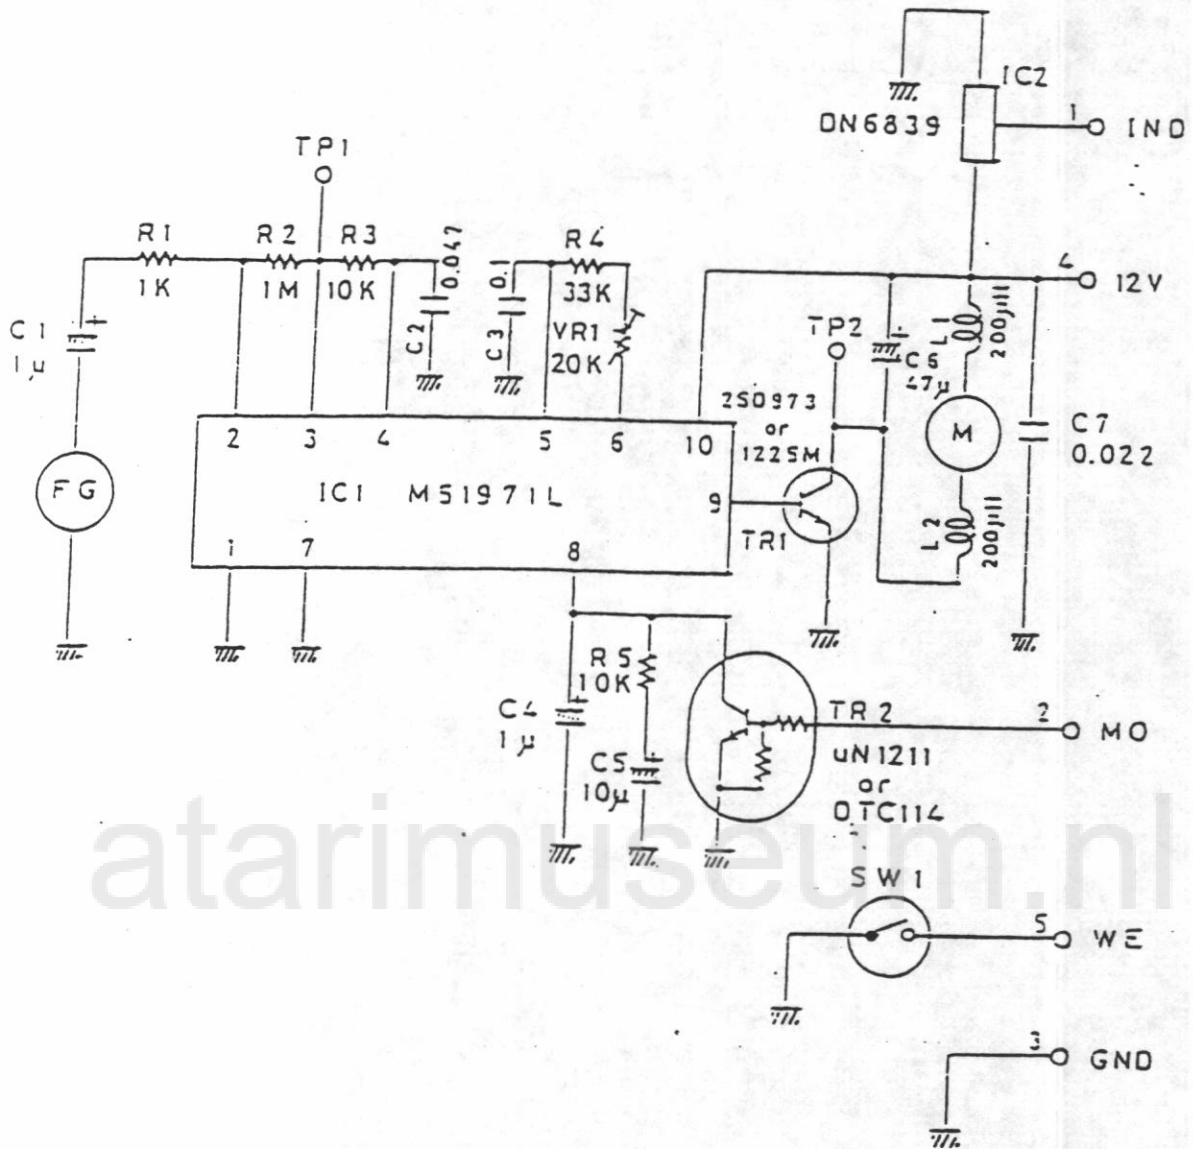 IC2
DN6839
1
IND
TP1
R1
R2
R3
0.047
0.1
R4
4
12V
1K
1M
10K
33K
C1
1μ
C2
C3
VR1
20K
TP2
C6
47μ
L1
200μH
2SD973
or
1225M
M
C7
0.022
2
3
4
5
6
10
FG
IC1 M51971L
9
TR1
L2
200μH
1
7
8
R5
10K
C4
1μ
C5
10μ
TR2
2
MO
UN1211
or
DTC114
atarimuseum.nl
SW1
5
WE
3
GND